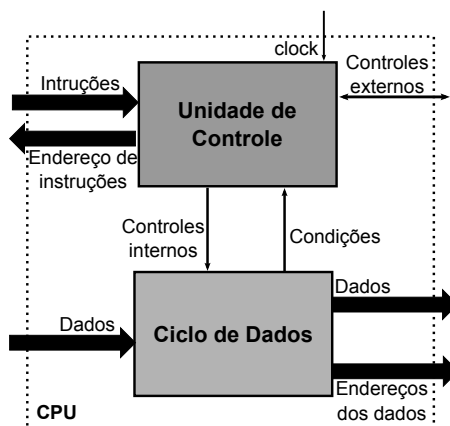 clock
Intruções
Controles
externos
Unidade de
Controle
Endereço de
instruções
Controles
internos
Condições
Dados
Dados
Ciclo de Dados
Endereços
dos dados
CPU